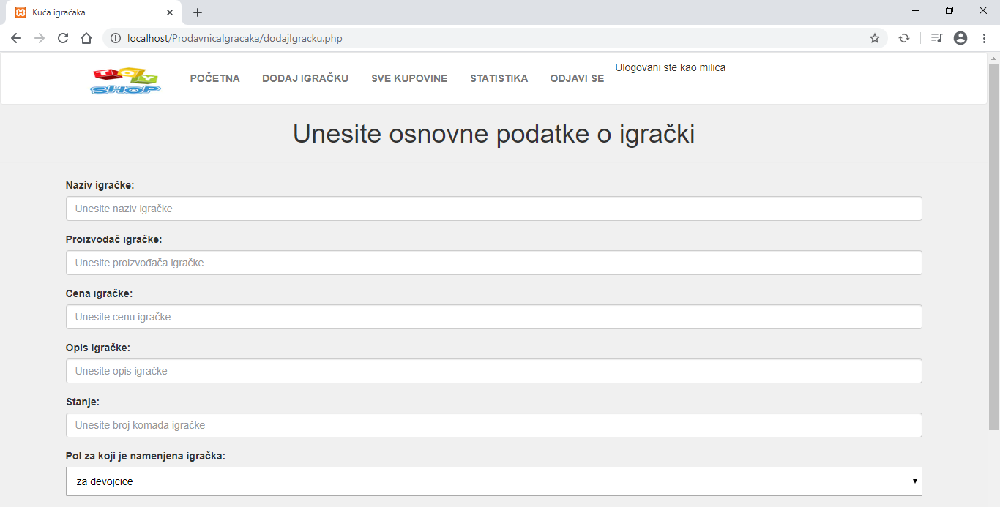 Kuća igračaka
localhost/ProdavnicaIgracaka/dodajIgracku.php
TOY
SHOP
POČETNA DODAJ IGRAČKU SVE KUPOVINE STATISTIKA ODJAVI SE Ulogovani ste kao milica
Unesite osnovne podatke o igrački
Naziv igračke:
Unesite naziv igračke
Proizvođač igračke:
Unesite proizvođača igračke
Cena igračke:
Unesite cenu igračke
Opis igračke:
Unesite opis igračke
Stanje:
Unesite broj komada igračke
Pol za koji je namenjena igračka:
za devojcice